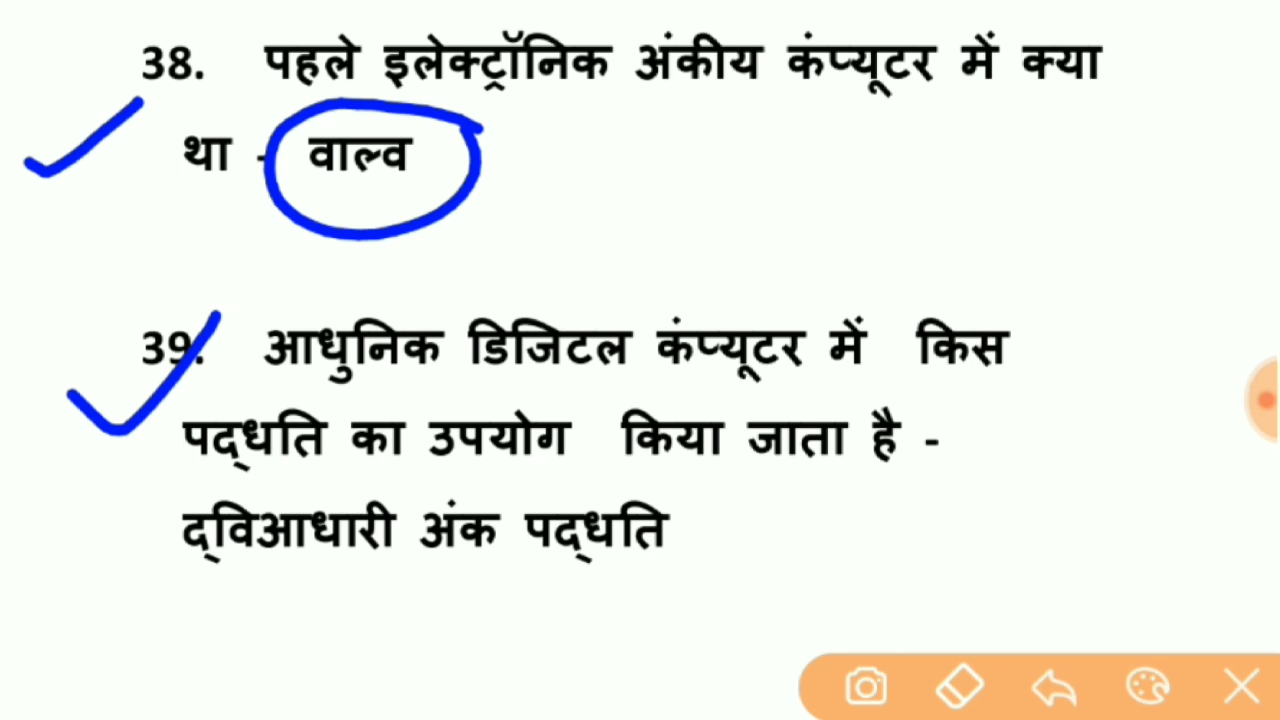 38. पहले इलेक्ट्रॉनिक अंकीय कंप्यूटर में क्या
था - वाल्व
39. आधुनिक डिजिटल कंप्यूटर में किस
पद्धति का उपयोग किया जाता है -
द्विआधारी अंक पद्धति